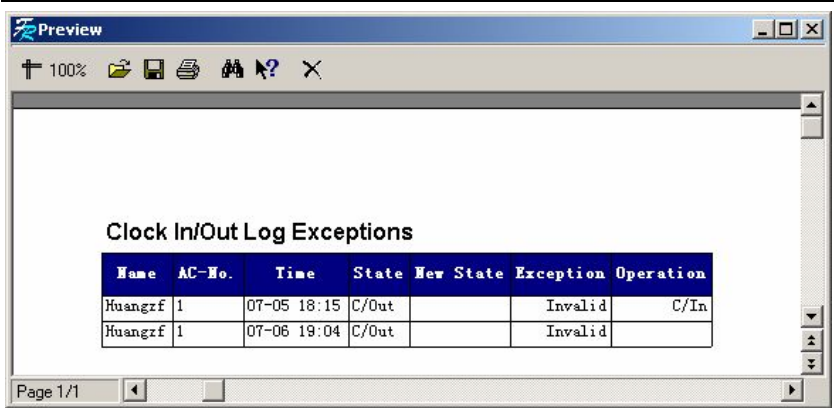 Preview
100%
Clock In/Out Log Exceptions
Name AC-No. Time State New State Exception Operation
Huangzf 1 07-05 18:15 C/Out Invalid C/In
Huangzf 1 07-06 19:04 C/Out Invalid
Page 1/1